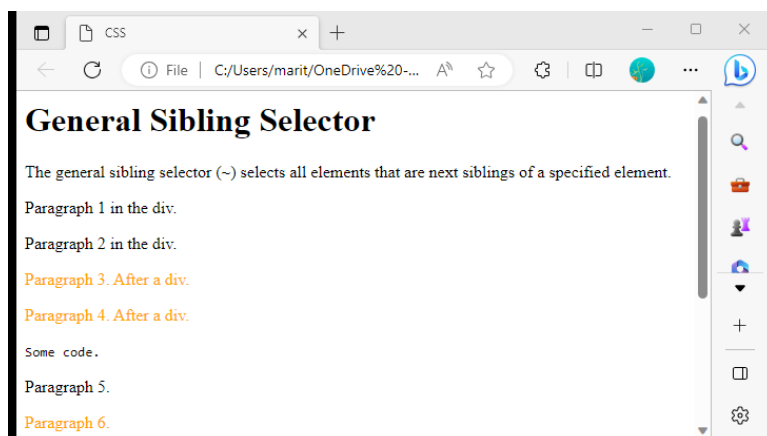 CSS
File
C:/Users/marit/OneDrive%20-...
General Sibling Selector
The general sibling selector (~) selects all elements that are next siblings of a specified element.
Paragraph 1 in the div.
Paragraph 2 in the div.
Paragraph 3. After a div.
Paragraph 4. After a div.
Some code.
Paragraph 5.
Paragraph 6.